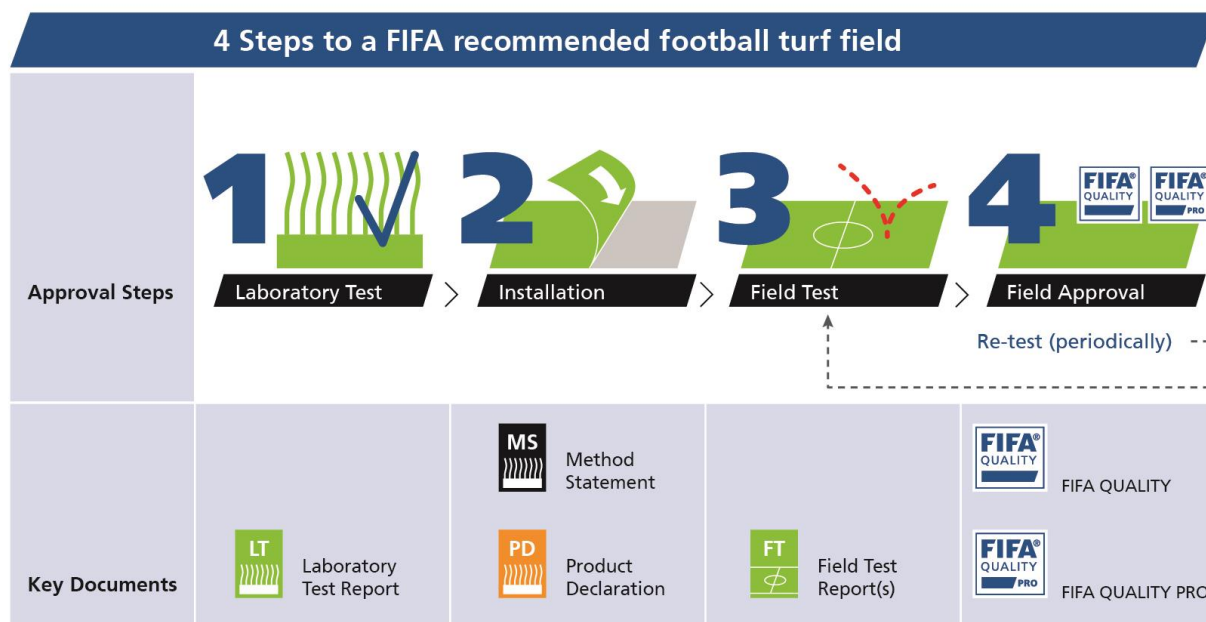 4 Steps to a FIFA recommended football turf field
1
2
3
4
FIFA®
QUALITY
FIFA®
QUALITY
PRO
Approval Steps
Laboratory Test
Installation
Field Test
Field Approval
Re-test (periodically)
Key Documents
LT
Laboratory
Test Report
MS
Method
Statement
PD
Product
Declaration
FT
Field Test
Report(s)
FIFA®
QUALITY
FIFA QUALITY
FIFA®
QUALITY
PRO
FIFA QUALITY PRO